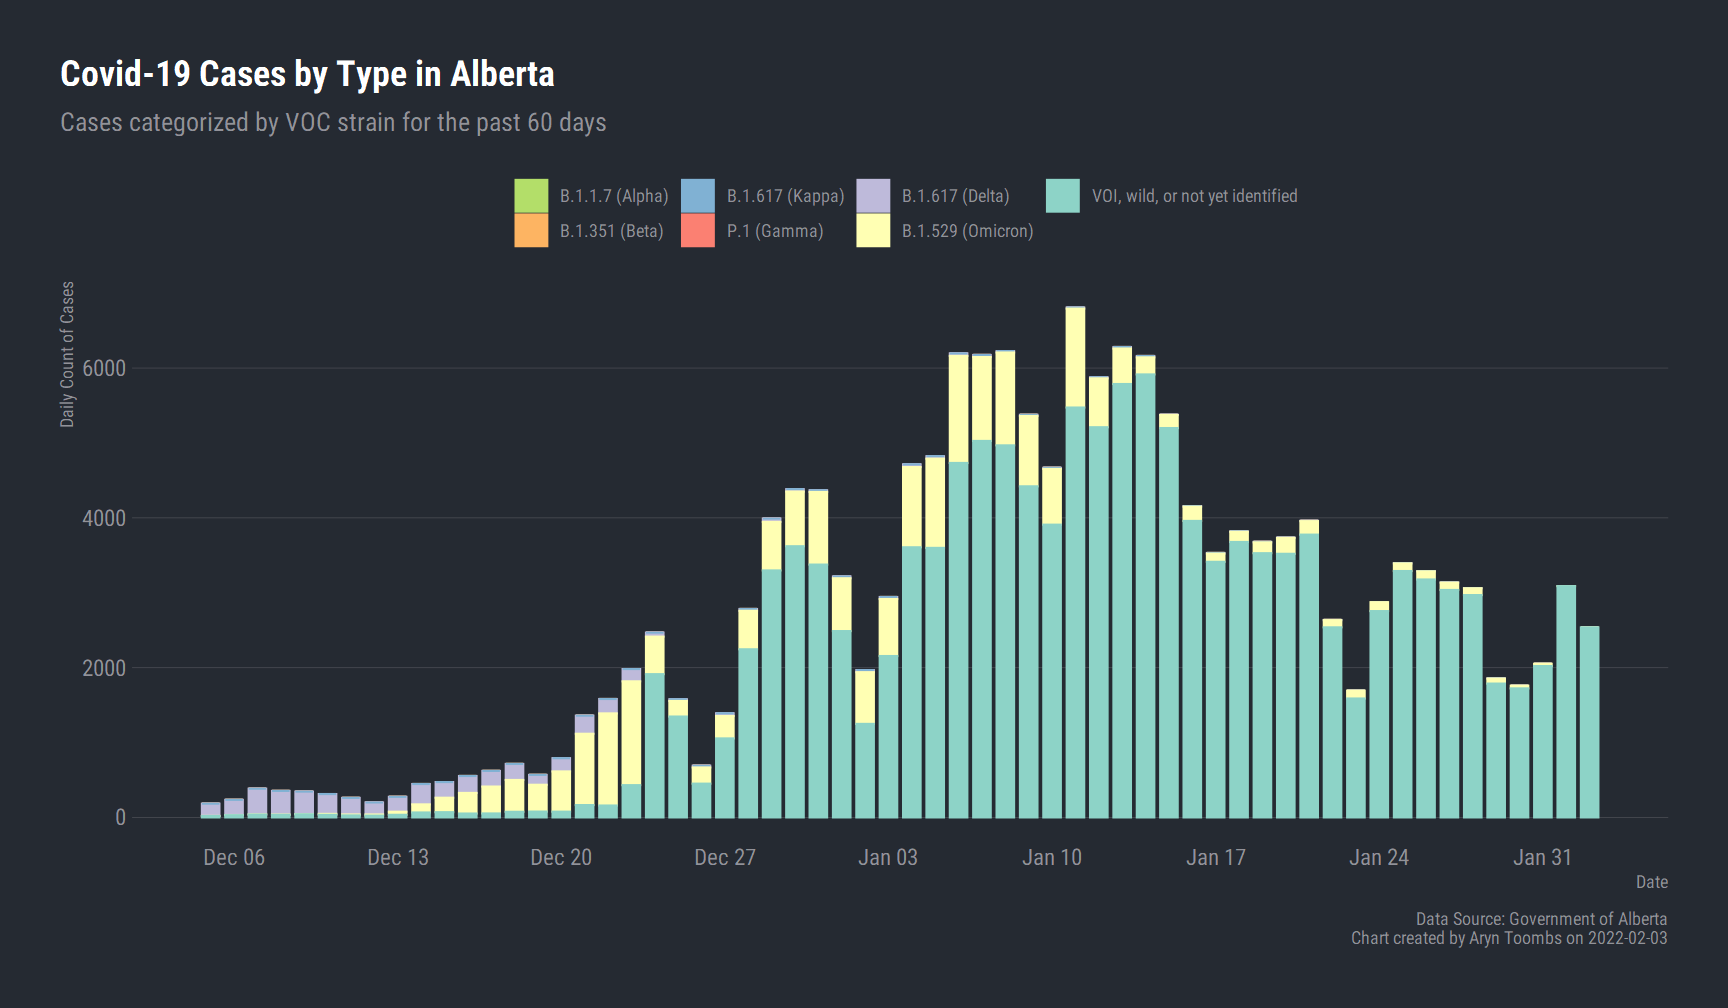 Covid-19 Cases by Type in Alberta
Cases categorized by VOC strain for the past 60 days
B.1.1.7 (Alpha) B.1.617 (Kappa) B.1.617 (Delta) VOI, wild, or not yet identified
B.1.351 (Beta) P.1 (Gamma) B.1.529 (Omicron)
Daily Count of Cases
6000
4000
2000
0
Dec 06 Dec 13 Dec 20 Dec 27 Jan 03 Jan 10 Jan 17 Jan 24 Jan 31
Date
Data Source: Government of Alberta
Chart created by Aryn Toombs on 2022-02-03